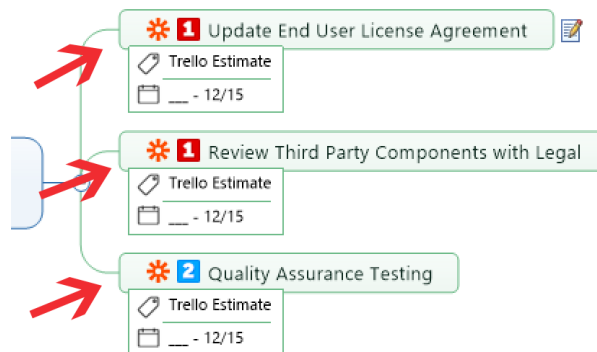 1 Update End User License Agreement
Trello Estimate
___ - 12/15
1 Review Third Party Components with Legal
Trello Estimate
___ - 12/15
2 Quality Assurance Testing
Trello Estimate
___ - 12/15